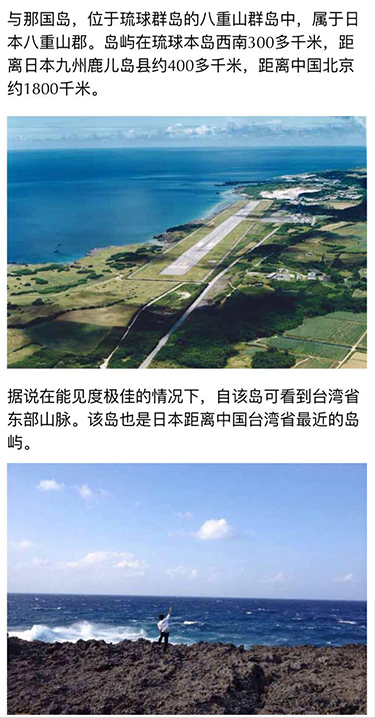 与那国岛，位于琉球群岛的八重山群岛中，属于日
本八重山郡。岛屿在琉球本岛西南300多千米，距
离日本九州鹿儿岛县约400多千米，距离中国北京
约1800千米。
据说在能见度极佳的情况下，自该岛可看到台湾省
东部山脉。该岛也是日本距离中国台湾省最近的岛
屿。